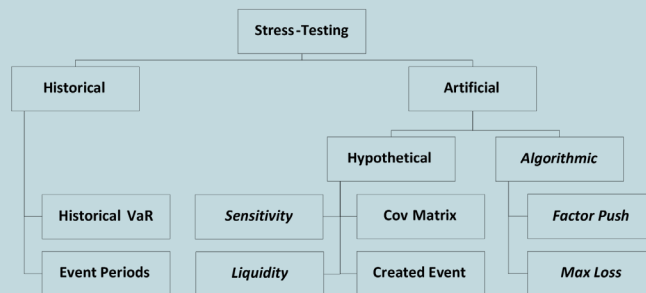 Stress-Testing
Historical
Artificial
Hypothetical
Algorithmic
Historical VaR
Sensitivity
Cov Matrix
Factor Push
Event Periods
Liquidity
Created Event
Max Loss